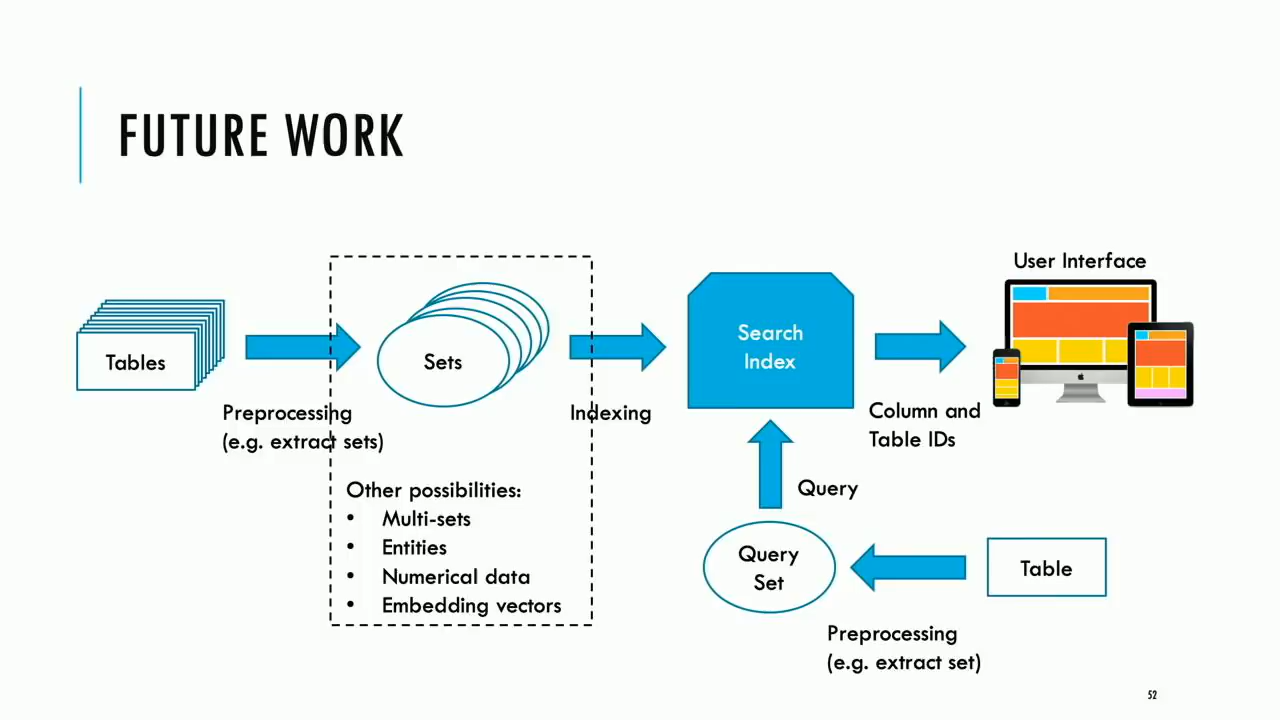 FUTURE WORK
User Interface
Tables
Sets
Search
Index
Preprocessing
(e.g. extract sets)
Indexing
Column and
Table IDs
Other possibilities:
• Multi-sets
• Entities
• Numerical data
• Embedding vectors
Query
Query
Set
Table
Preprocessing
(e.g. extract set)
52